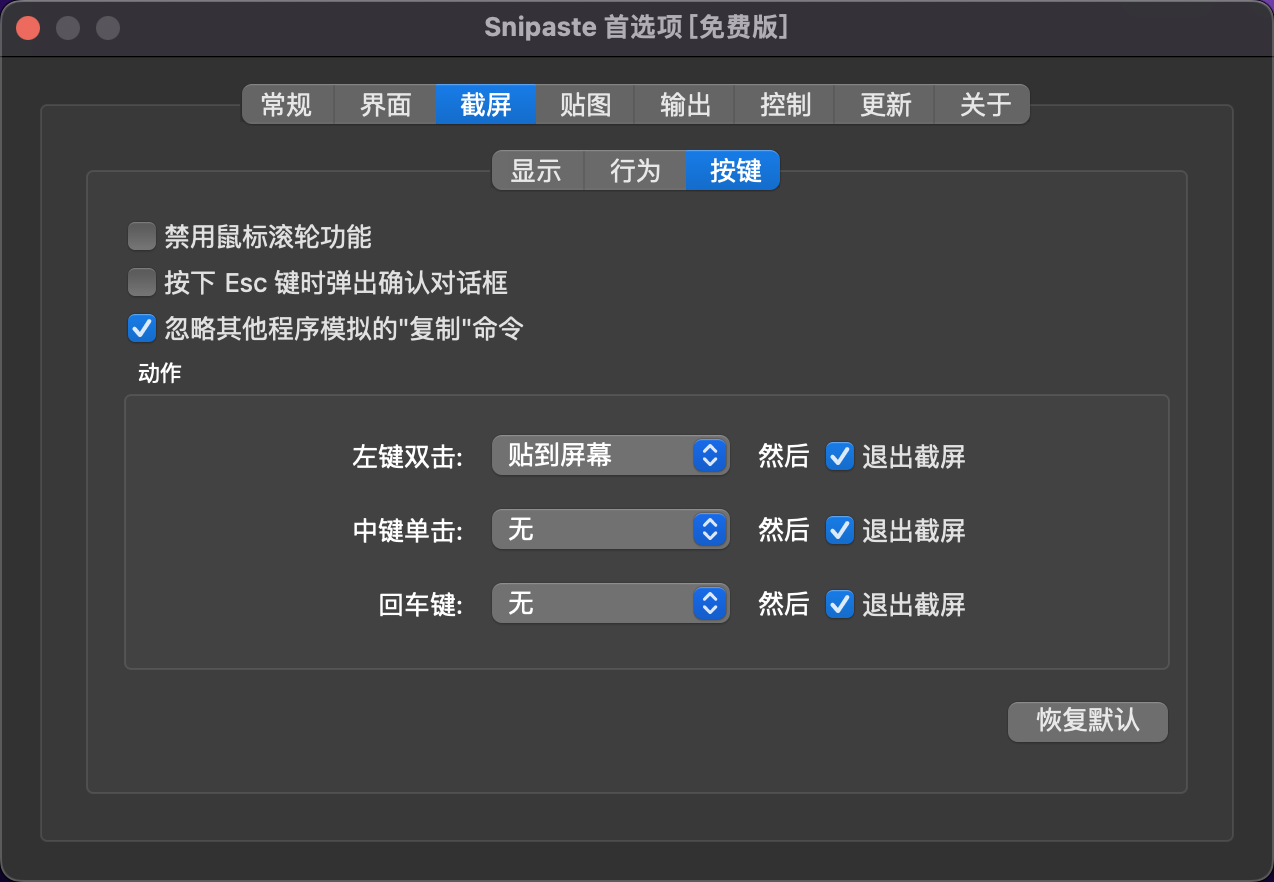 Snipaste 首选项[免费版]
常规 界面 截屏 贴图 输出 控制 更新 关于
显示 行为 按键
禁用鼠标滚轮功能
按下 Esc 键时弹出确认对话框
忽略其他程序模拟的"复制"命令
动作
左键双击: 贴到屏幕 然后 退出截屏
中键单击: 无 然后 退出截屏
回车键: 无 然后 退出截屏
恢复默认